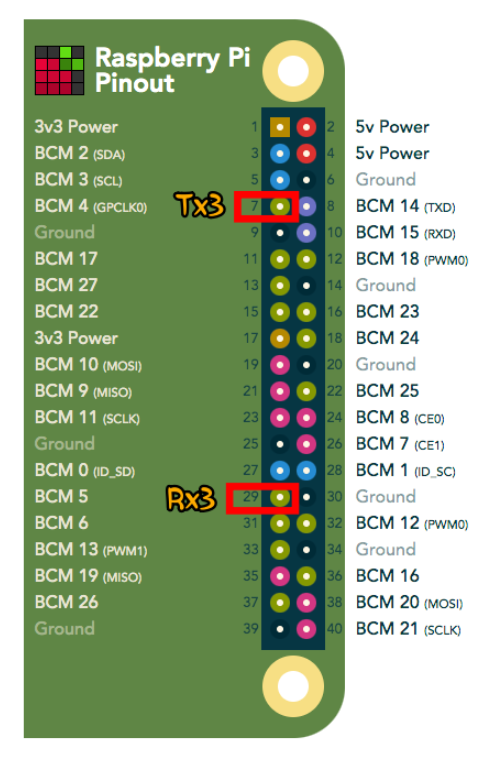 Raspberry Pi
Pinout
3v3 Power 1 2 5v Power
BCM 2 (SDA) 3 4 5v Power
BCM 3 (SCL) 5 6 Ground
BCM 4 (GPCLK0) Tx3 7 8 BCM 14 (TXD)
Ground 9 10 BCM 15 (RXD)
BCM 17 11 12 BCM 18 (PWM0)
BCM 27 13 14 Ground
BCM 22 15 16 BCM 23
3v3 Power 17 18 BCM 24
BCM 10 (MOSI) 19 20 Ground
BCM 9 (MISO) 21 22 BCM 25
BCM 11 (SCLK) 23 24 BCM 8 (CE0)
Ground 25 26 BCM 7 (CE1)
BCM 0 (ID_SD) 27 28 BCM 1 (ID_SC)
BCM 5 Rx3 29 30 Ground
BCM 6 31 32 BCM 12 (PWM0)
BCM 13 (PWM1) 33 34 Ground
BCM 19 (MISO) 35 36 BCM 16
BCM 26 37 38 BCM 20 (MOSI)
Ground 39 40 BCM 21 (SCLK)